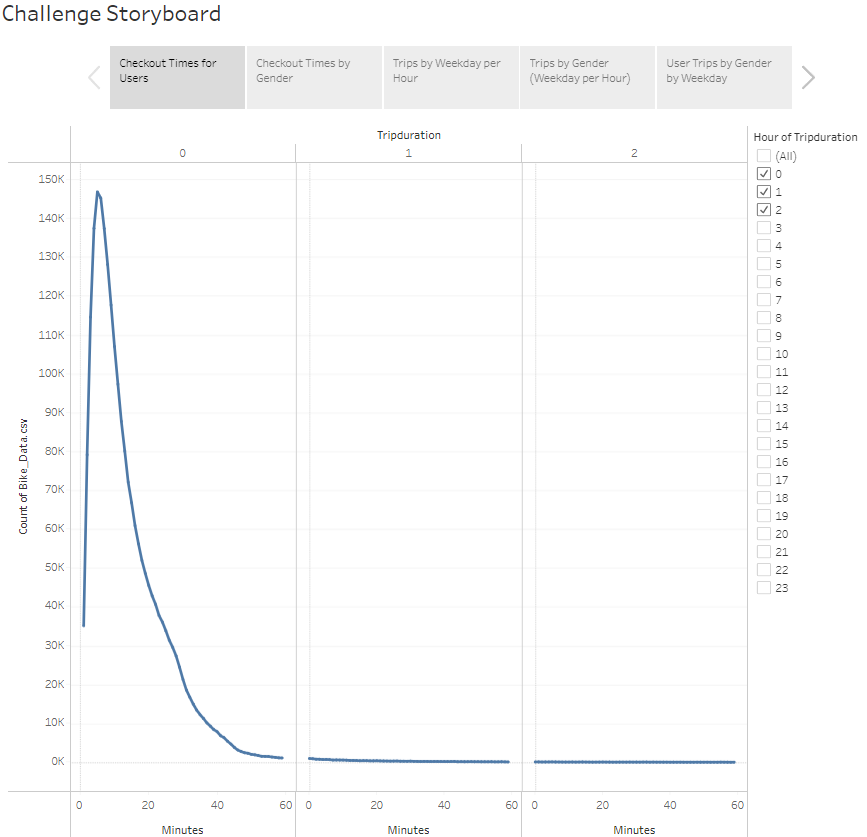 Challenge Storyboard
Checkout Times for
Users
Checkout Times by
Gender
Trips by Weekday per
Hour
Trips by Gender
(Weekday per Hour)
User Trips by Gender
by Weekday
Tripduration
0
1
2
150K
140K
130K
120K
110K
100K
90K
80K
70K
60K
50K
40K
30K
20K
10K
0K
Count of Bike_Data.csv
0 20 40 60
0 20 40 60
0 20 40 60
Minutes
Minutes
Minutes
Hour of Tripduration
(All)
0
1
2
3
4
5
6
7
8
9
10
11
12
13
14
15
16
17
18
19
20
21
22
23